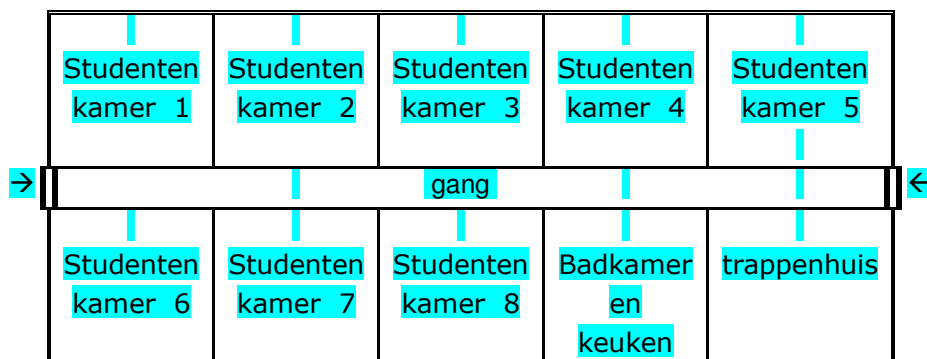 Studenten kamer 1
Studenten kamer 2
Studenten kamer 3
Studenten kamer 4
Studenten kamer 5
→ gang ←
Studenten kamer 6
Studenten kamer 7
Studenten kamer 8
Badkamer en keuken
trappenhuis